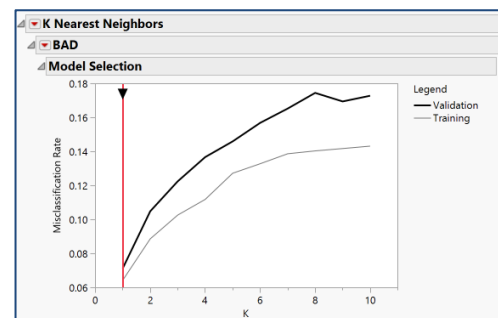 K Nearest Neighbors
BAD
Model Selection
0.18
0.16
0.14
0.12
0.10
0.08
0.06
Misclassification Rate
0
2
4
6
8
10
K
Legend
Validation
Training